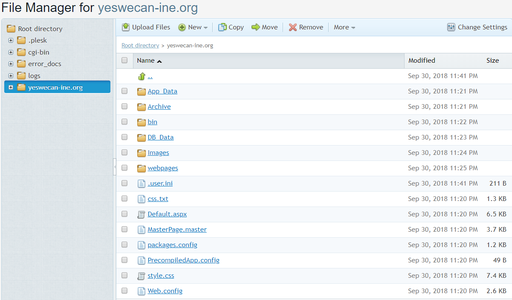 File Manager for yeswecan-ine.org
Root directory
.plesk
cgi-bin
error_docs
logs
yeswecan-ine.org
Upload Files New Copy Move Remove More Change Settings
Root directory > yeswecan-ine.org
Name Modified Size
.. Sep 30, 2018 11:41 PM
App_Data Sep 30, 2018 11:21 PM
Archive Sep 30, 2018 11:21 PM
bin Sep 30, 2018 11:22 PM
DB_Data Sep 30, 2018 11:23 PM
Images Sep 30, 2018 11:24 PM
webpages Sep 30, 2018 11:25 PM
.user.ini Sep 30, 2018 11:41 PM 211 B
css.txt Sep 30, 2018 11:20 PM 1.3 KB
Default.aspx Sep 30, 2018 11:20 PM 6.5 KB
MasterPage.master Sep 30, 2018 11:20 PM 3.7 KB
packages.config Sep 30, 2018 11:20 PM 1.2 KB
PrecompiledApp.config Sep 30, 2018 11:20 PM 49 B
style.css Sep 30, 2018 11:20 PM 7.4 KB
Web.config Sep 30, 2018 11:20 PM 2.6 KB